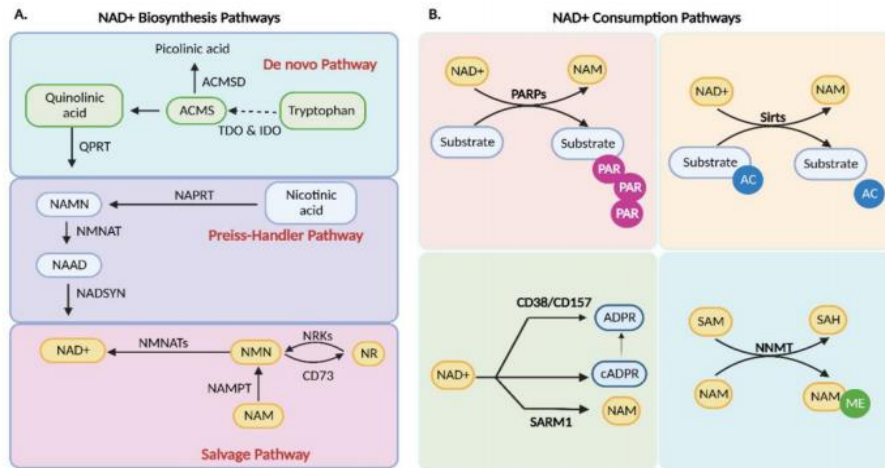 A.
NAD+ Biosynthesis Pathways
Picolinic acid
De novo Pathway
ACMSD
Quinolinic
acid
ACMS
Tryptophan
TDO & IDO
QPRT
NAMN
NAPRT
Nicotinic
acid
NMNAT
Preiss-Handler Pathway
NAAD
NADSYN
NAD+
NMNATs
NMN
NRKs
NR
CD73
NAMPT
NAM
Salvage Pathway
B.
NAD+ Consumption Pathways
NAD+
NAM
PARPs
Substrate
Substrate
PAR
PAR
PAR
NAD+
NAM
Sirts
Substrate
AC
Substrate
AC
CD38/CD157
ADPR
NAD+
cADPR
NAM
SARM1
SAM
SAH
NNMT
NAM
NAM
ME